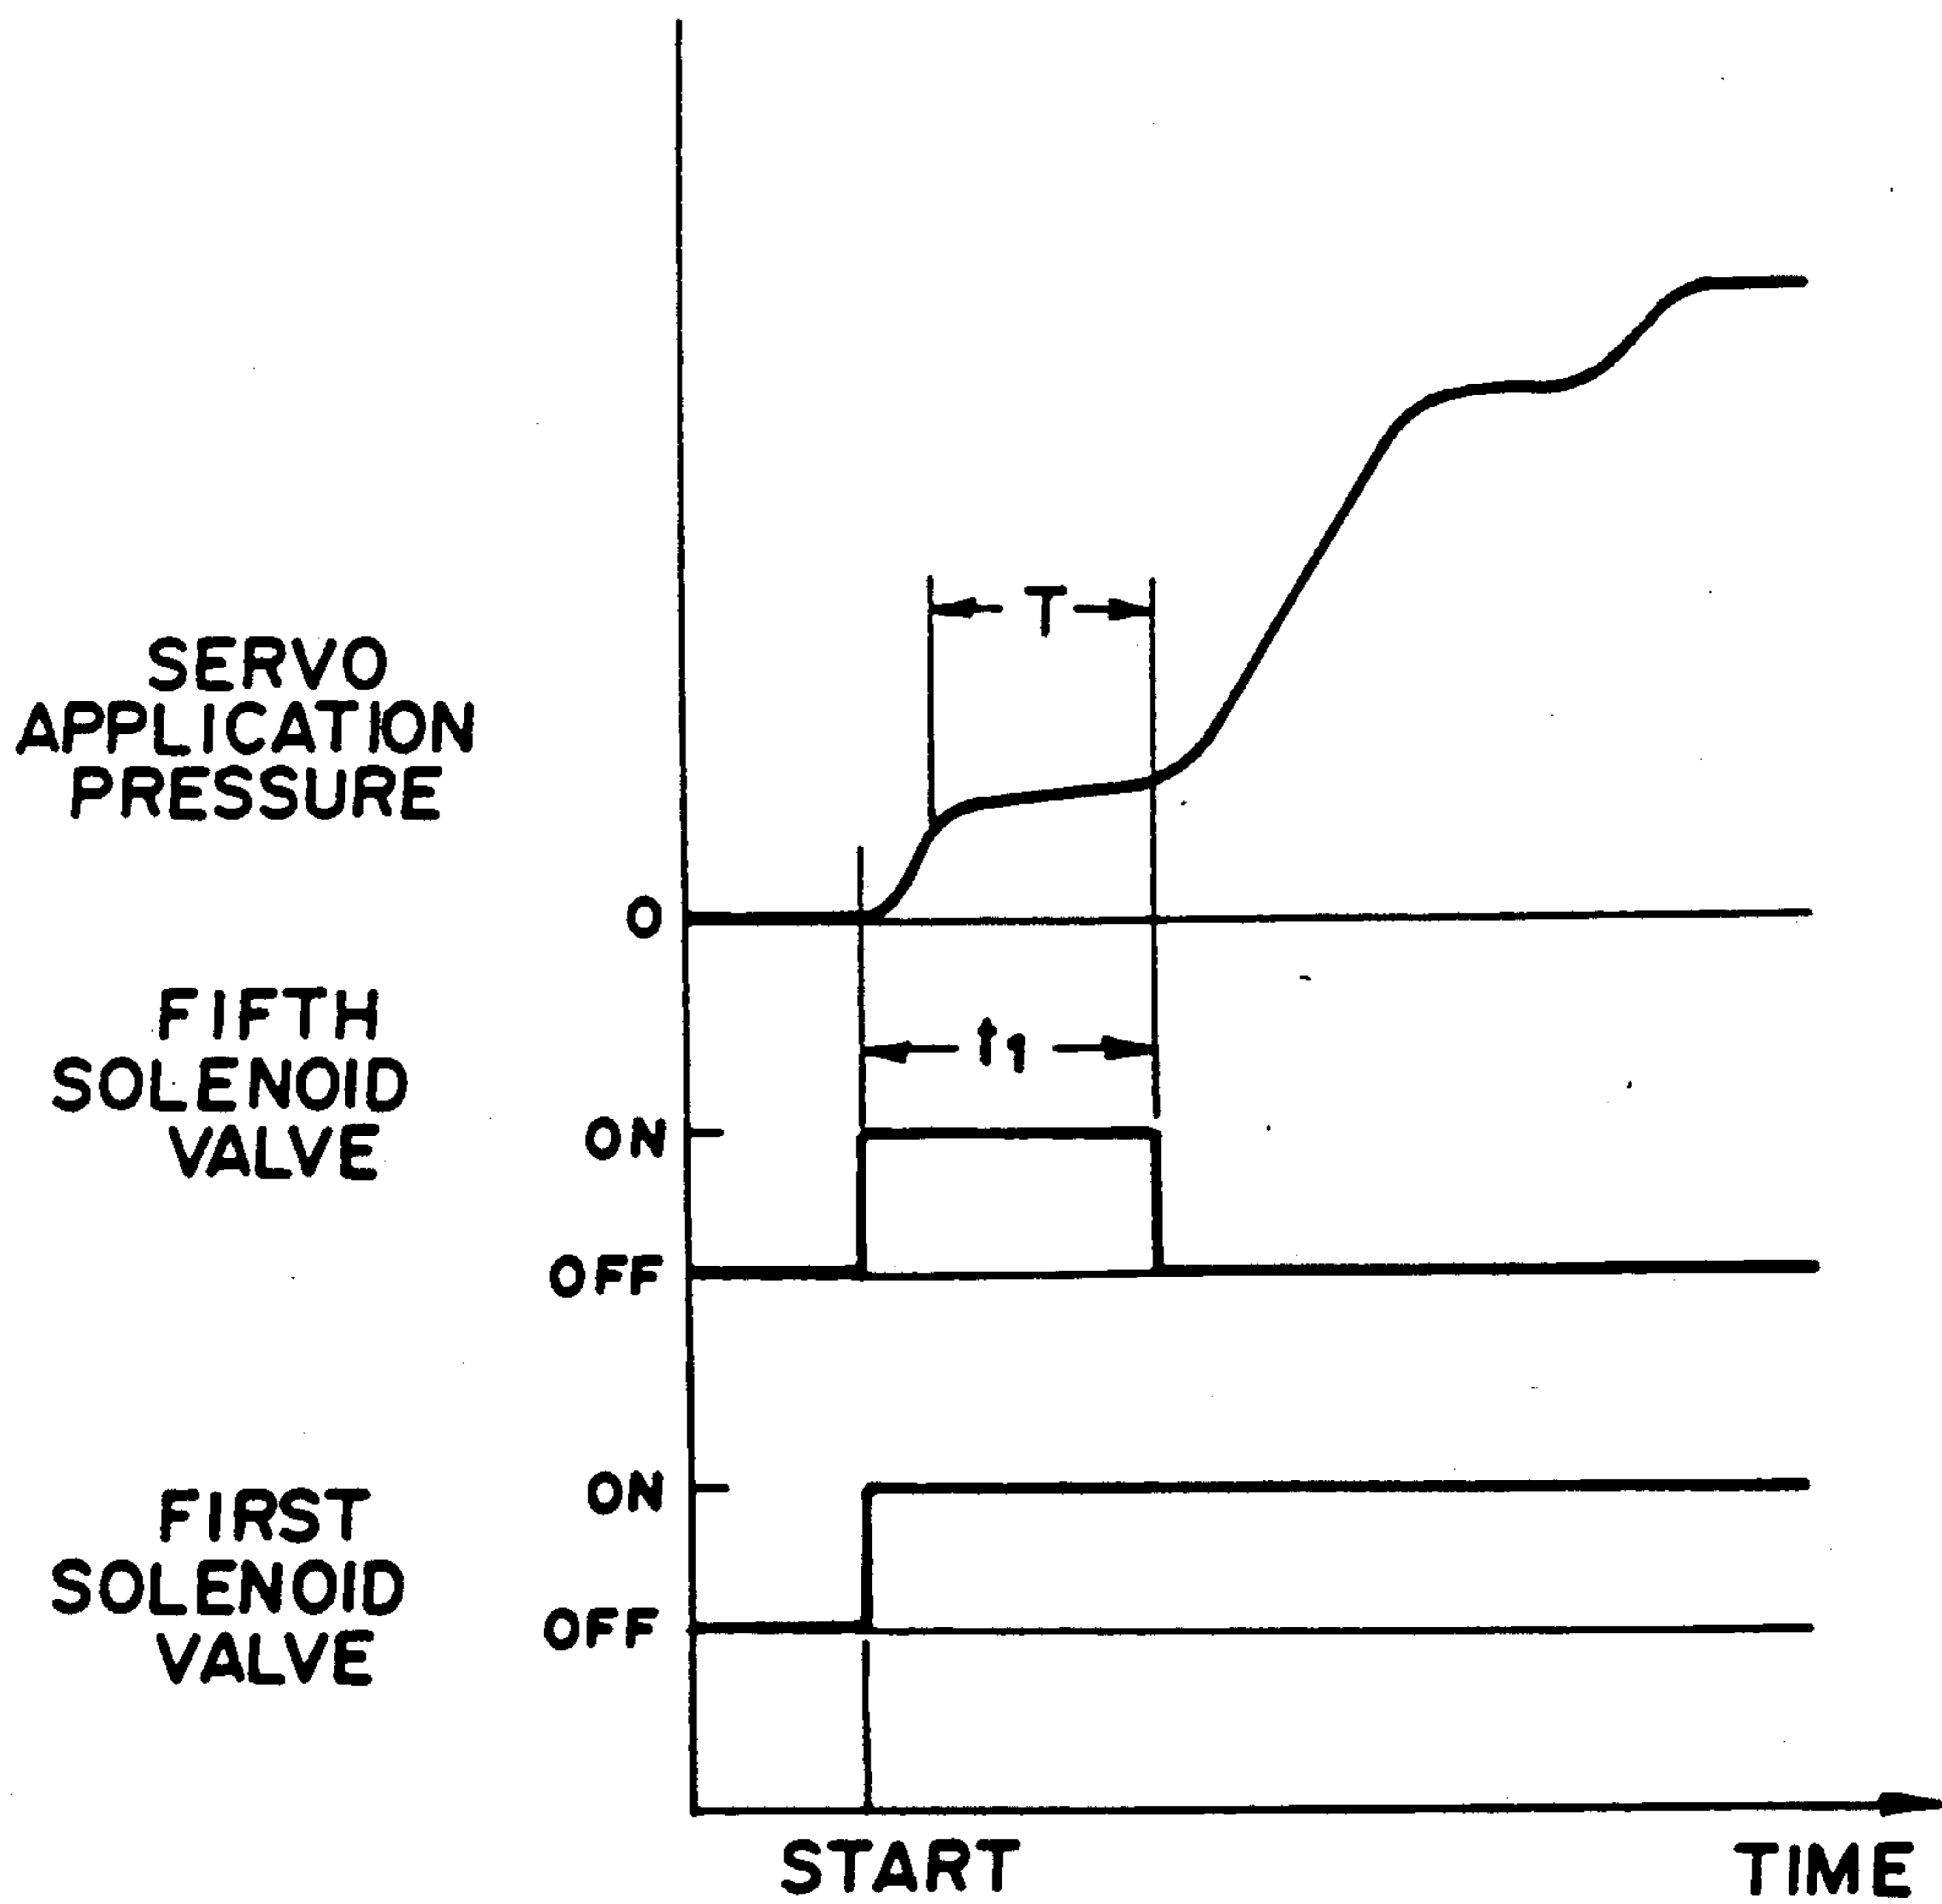 T
SERVO
APPLICATION
PRESSURE
0
FIFTH
SOLENOID
VALVE
t1
ON
OFF
FIRST
SOLENOID
VALVE
ON
OFF
START
TIME